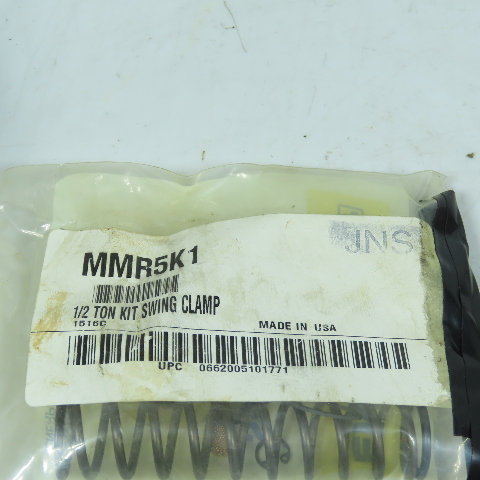 JNS
MMR5K1
1/2 TON KIT SWING CLAMP
1516C MADE IN USA
UPC 0662005101771